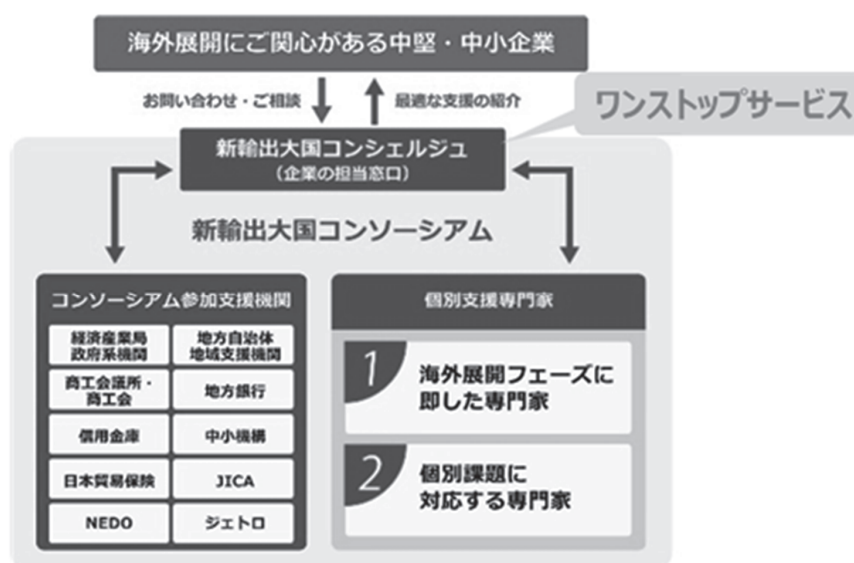 海外展開にご関心がある中堅・中小企業
お問い合わせ・ご相談
最適な支援の紹介
ワンストップサービス
新輸出大国コンシェルジュ
（企業の担当窓口）
新輸出大国コンソーシアム
コンソーシアム参加支援機関
経済産業局
政府系機関
地方自治体
地域支援機関
商工会議所・
商工会
地方銀行
信用金庫
中小機構
日本貿易保険
JICA
NEDO
ジェトロ
個別支援専門家
1
海外展開フェーズに
即した専門家
2
個別課題に
対応する専門家